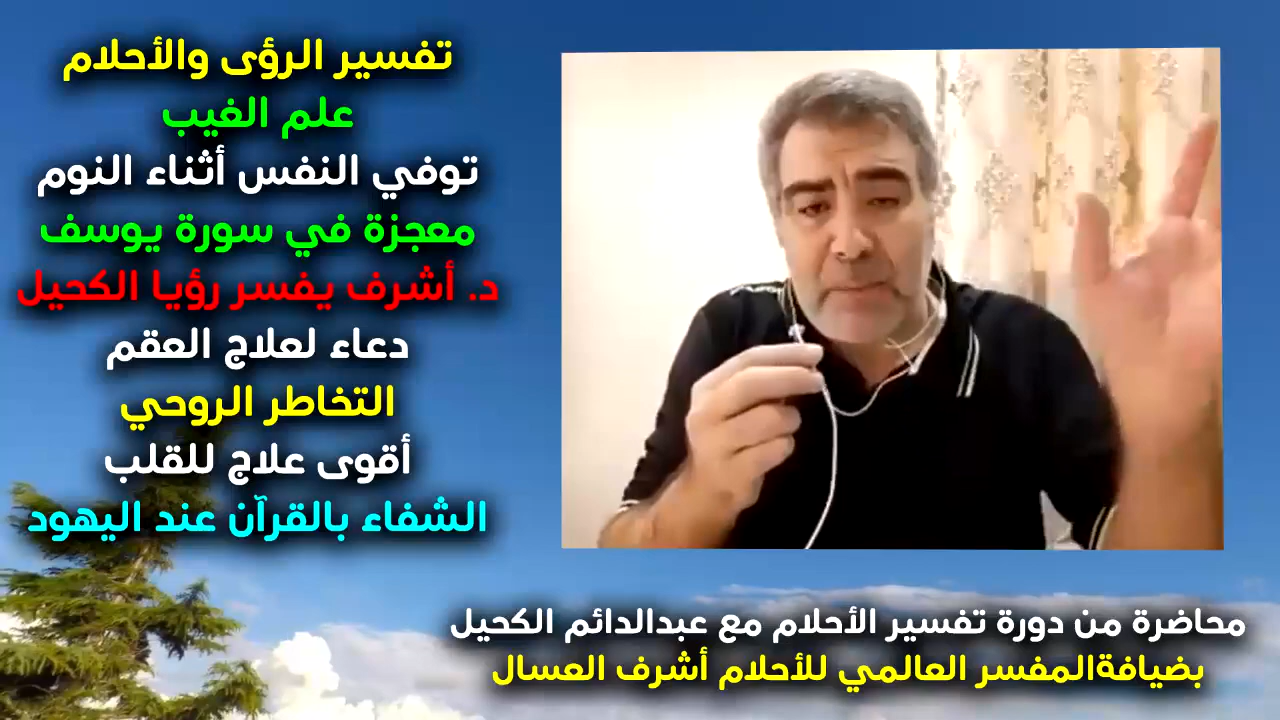 تفسير الرؤى والأحلام
علم الغيب
توفي النفس أثناء النوم
معجزة في سورة يوسف
د. أشرف يفسر رؤيا الكحيل
دعاء لعلاج العقم
التخاطر الروحي
أقوى علاج للقلب
الشفاء بالقرآن عند اليهود
محاضرة من دورة تفسير الأحلام مع عبدالدائم الكحيل
بضيافةالمفسر العالمي للأحلام أشرف العسال